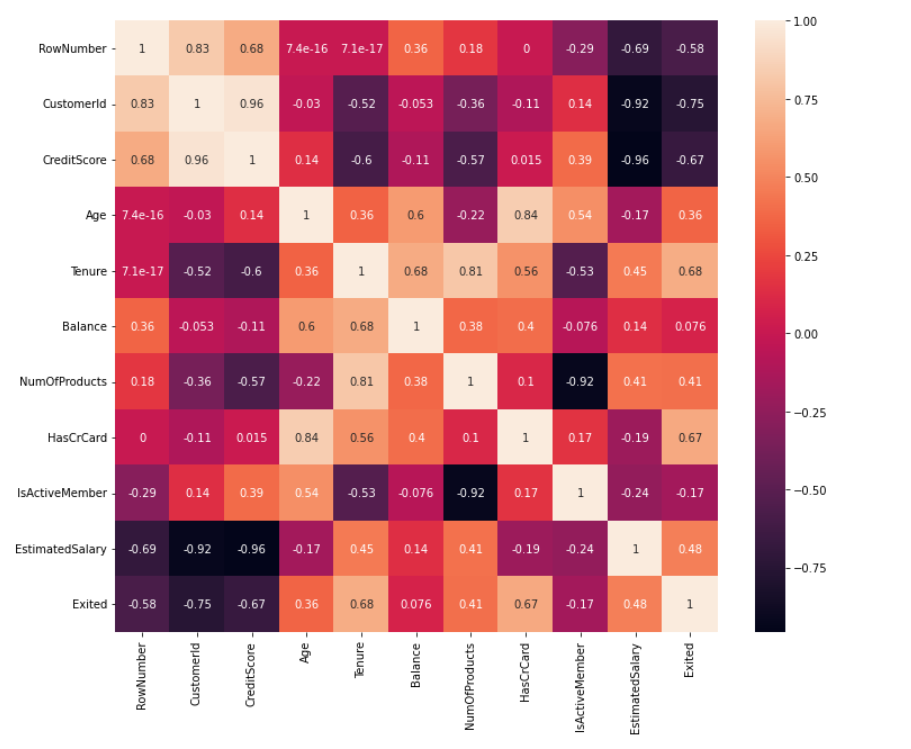 RowNumber 1 0.83 0.68 7.4e-16 7.1e-17 0.36 0.18 0 -0.29 -0.69 -0.58
CustomerId 0.83 1 0.96 -0.03 -0.52 -0.053 -0.36 -0.11 0.14 -0.92 -0.75
CreditScore 0.68 0.96 1 0.14 -0.6 -0.11 -0.57 0.015 0.39 -0.96 -0.67
Age 7.4e-16 -0.03 0.14 1 0.36 0.6 -0.22 0.84 0.54 -0.17 0.36
Tenure 7.1e-17 -0.52 -0.6 0.36 1 0.68 0.81 0.56 -0.53 0.45 0.68
Balance 0.36 -0.053 -0.11 0.6 0.68 1 0.38 0.4 -0.076 0.14 0.076
NumOfProducts 0.18 -0.36 -0.57 -0.22 0.81 0.38 1 0.1 -0.92 0.41 0.41
HasCrCard 0 -0.11 0.015 0.84 0.56 0.4 0.1 1 0.17 -0.19 0.67
IsActiveMember -0.29 0.14 0.39 0.54 -0.53 -0.076 -0.92 0.17 1 -0.24 -0.17
EstimatedSalary -0.69 -0.92 -0.96 -0.17 0.45 0.14 0.41 -0.19 -0.24 1 0.48
Exited -0.58 -0.75 -0.67 0.36 0.68 0.076 0.41 0.67 -0.17 0.48 1
RowNumber
CustomerId
CreditScore
Age
Tenure
Balance
NumOfProducts
HasCrCard
IsActiveMember
EstimatedSalary
Exited
1.00
0.75
0.50
0.25
0.00
−0.25
−0.50
−0.75